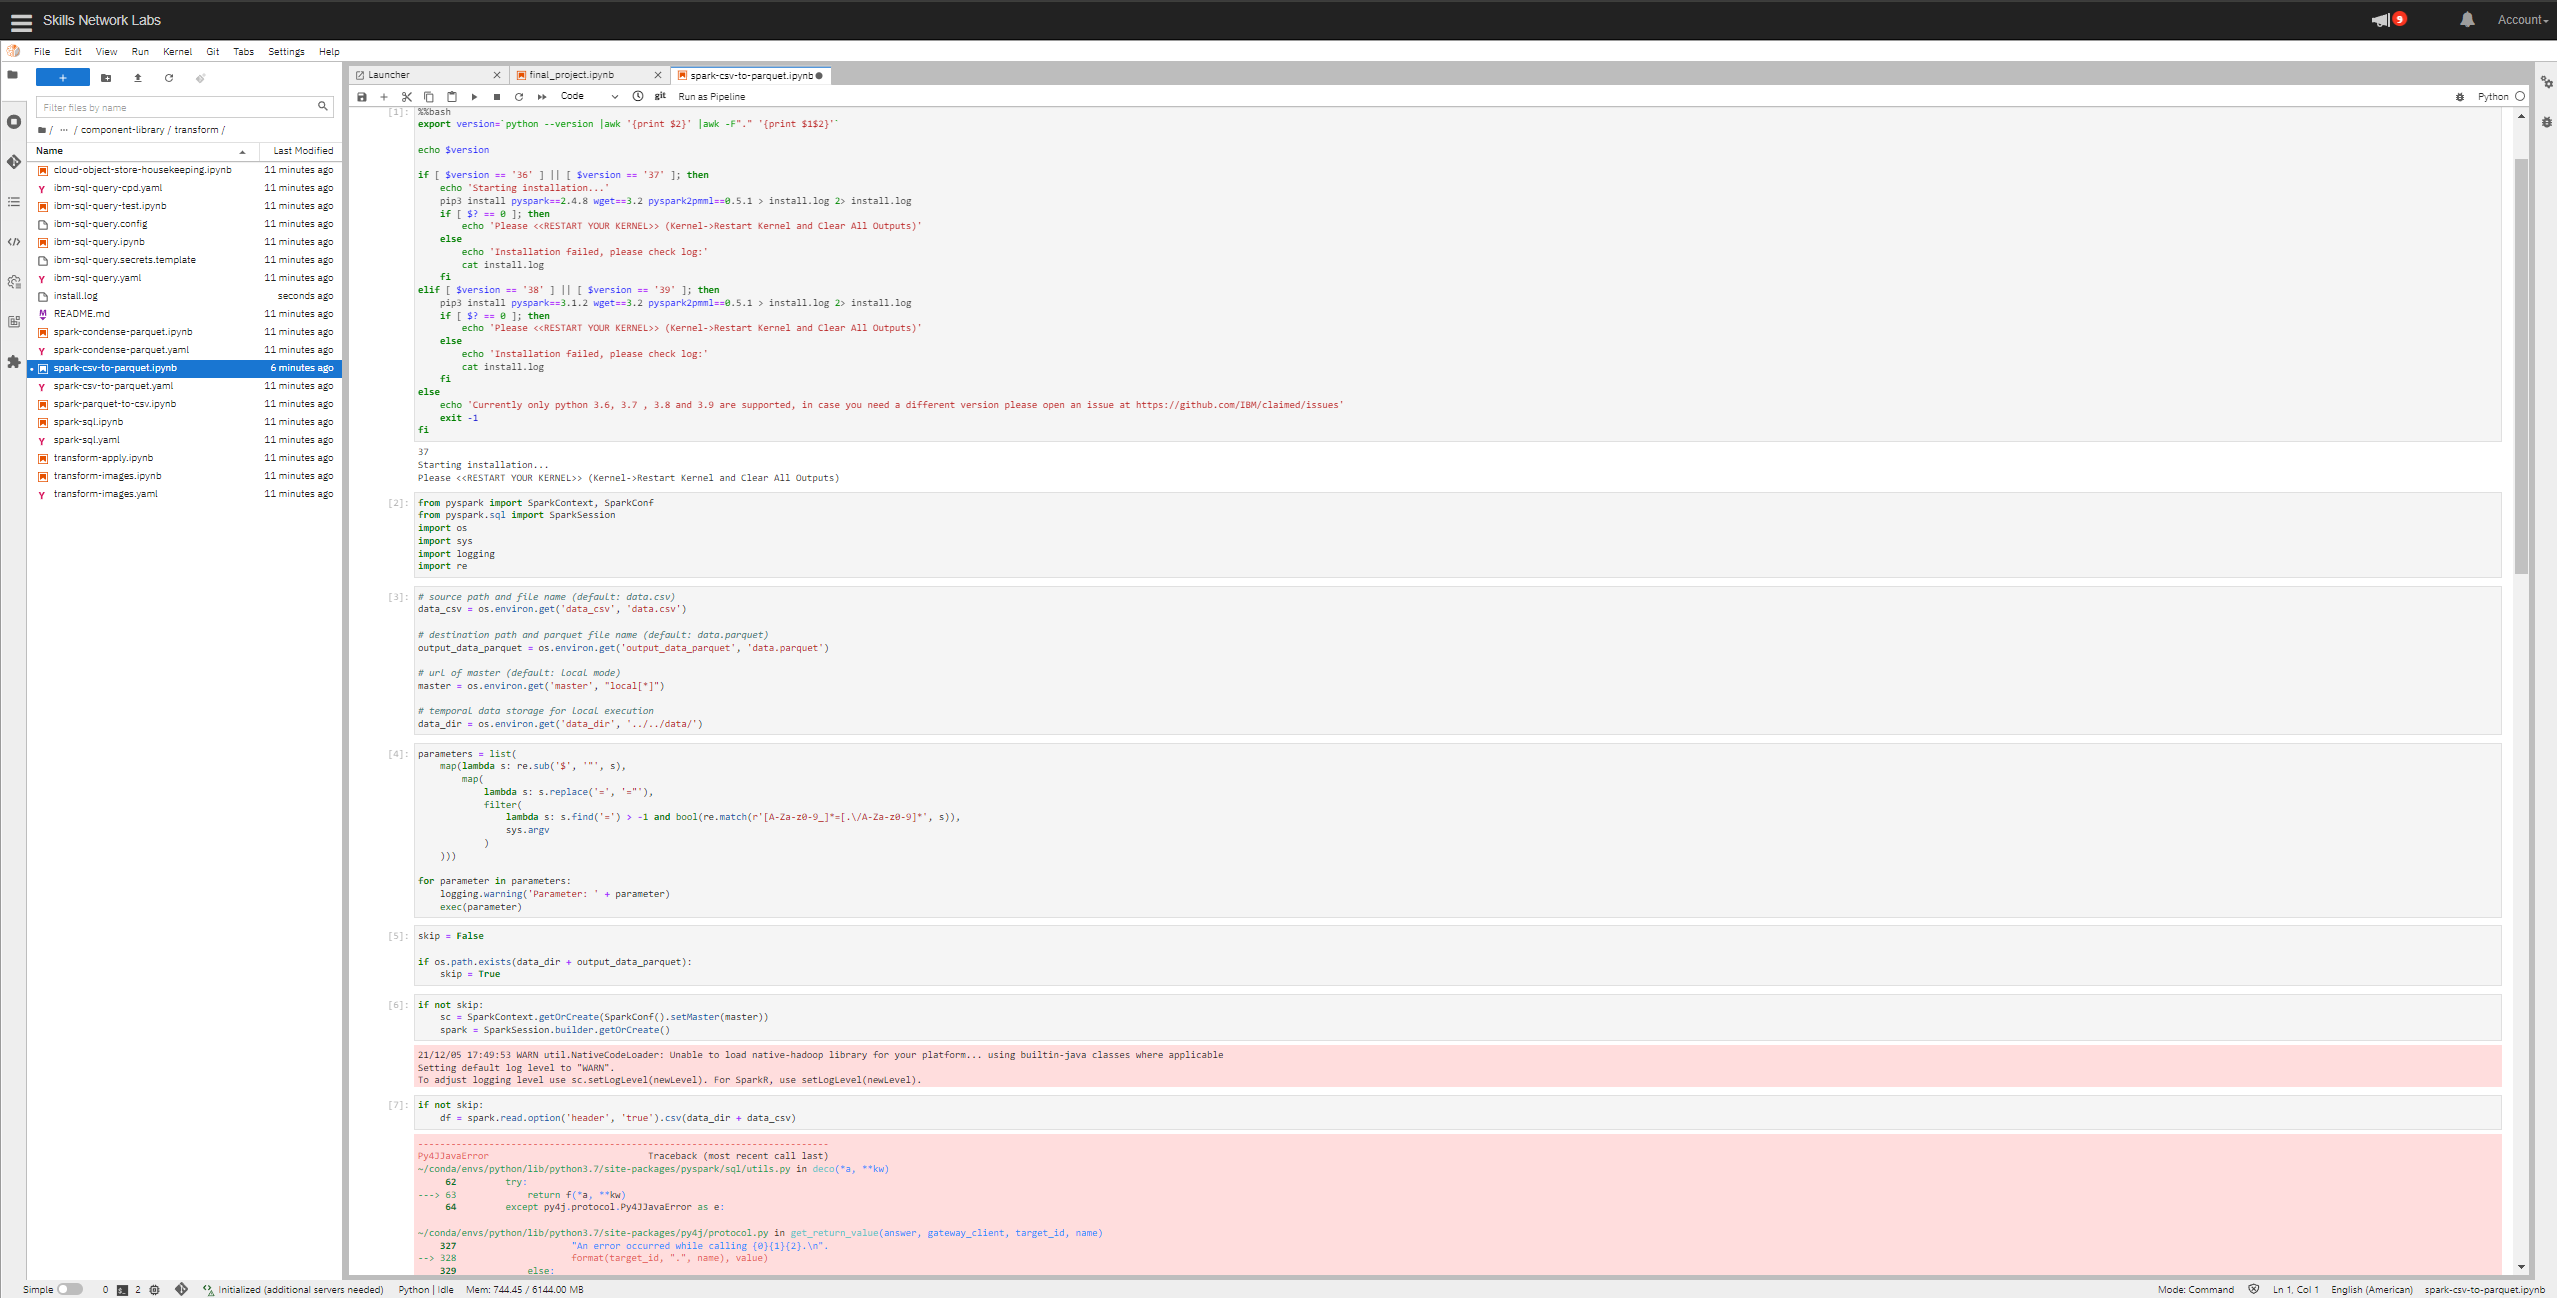 Skills Network Labs
9
Account
File Edit View Run Kernel Git Tabs Settings Help
Filter files by name
/ ··· / component-library / transform /
Name Last Modified
cloud-object-store-housekeeping.ipynb 11 minutes ago
ibm-sql-query-cpd.yaml 11 minutes ago
ibm-sql-query-test.ipynb 11 minutes ago
ibm-sql-query.config 11 minutes ago
ibm-sql-query.ipynb 11 minutes ago
ibm-sql-query.secrets.template 11 minutes ago
ibm-sql-query.yaml 11 minutes ago
install.log seconds ago
README.md 11 minutes ago
spark-condense-parquet.ipynb 11 minutes ago
spark-condense-parquet.yaml 11 minutes ago
spark-csv-to-parquet.ipynb 6 minutes ago
spark-csv-to-parquet.yaml 11 minutes ago
spark-parquet-to-csv.ipynb 11 minutes ago
spark-sql.ipynb 11 minutes ago
spark-sql.yaml 11 minutes ago
transform-apply.ipynb 11 minutes ago
transform-images.ipynb 11 minutes ago
transform-images.yaml 11 minutes ago
Launcher final_project.ipynb spark-csv-to-parquet.ipynb
Code git Run as Pipeline Python
[1]: %%bash
export version=`python --version |awk '{print $2}' |awk -F"." '{print $1$2}'`
echo $version
if [ $version == '36' ] || [ $version == '37' ]; then
echo 'Starting installation...'
pip3 install pyspark==2.4.8 wget==3.2 pyspark2pmml==0.5.1 > install.log 2> install.log
if [ $? == 0 ]; then
echo 'Please <<RESTART YOUR KERNEL>> (Kernel->Restart Kernel and Clear All Outputs)'
else
echo 'Installation failed, please check log:'
cat install.log
fi
elif [ $version == '38' ] || [ $version == '39' ]; then
pip3 install pyspark==3.1.2 wget==3.2 pyspark2pmml==0.5.1 > install.log 2> install.log
if [ $? == 0 ]; then
echo 'Please <<RESTART YOUR KERNEL>> (Kernel->Restart Kernel and Clear All Outputs)'
else
echo 'Installation failed, please check log:'
cat install.log
fi
else
echo 'Currently only python 3.6, 3.7 , 3.8 and 3.9 are supported, in case you need a different version please open an issue at https://github.com/IBM/claimed/issues'
exit -1
fi
37
Starting installation...
Please <<RESTART YOUR KERNEL>> (Kernel->Restart Kernel and Clear All Outputs)
[2]: from pyspark import SparkContext, SparkConf
from pyspark.sql import SparkSession
import os
import sys
import logging
import re
[3]: # source path and file name (default: data.csv)
data_csv = os.environ.get('data_csv', 'data.csv')
# destination path and parquet file name (default: data.parquet)
output_data_parquet = os.environ.get('output_data_parquet', 'data.parquet')
# url of master (default: local mode)
master = os.environ.get('master', "local[*]")
# temporal data storage for local execution
data_dir = os.environ.get('data_dir', '../../data/')
[4]: parameters = list(
map(lambda s: re.sub('$', '"', s),
map(
lambda s: s.replace('=', '="'),
filter(
lambda s: s.find('=') > -1 and bool(re.match(r'[A-Za-z0-9_]*=[.\/A-Za-z0-9]*', s)),
sys.argv
)
)))
for parameter in parameters:
logging.warning('Parameter: ' + parameter)
exec(parameter)
[5]: skip = False
if os.path.exists(data_dir + output_data_parquet):
skip = True
[6]: if not skip:
sc = SparkContext.getOrCreate(SparkConf().setMaster(master))
spark = SparkSession.builder.getOrCreate()
21/12/05 17:49:53 WARN util.NativeCodeLoader: Unable to load native-hadoop library for your platform... using builtin-java classes where applicable
Setting default log level to "WARN".
To adjust logging level use sc.setLogLevel(newLevel). For SparkR, use setLogLevel(newLevel).
[7]: if not skip:
df = spark.read.option('header', 'true').csv(data_dir + data_csv)
---------------------------------------------------------------------------
Py4JJavaError Traceback (most recent call last)
~/conda/envs/python/lib/python3.7/site-packages/pyspark/sql/utils.py in deco(*a, **kw)
62 try:
---> 63 return f(*a, **kw)
64 except py4j.protocol.Py4JJavaError as e:
~/conda/envs/python/lib/python3.7/site-packages/py4j/protocol.py in get_return_value(answer, gateway_client, target_id, name)
327 "An error occurred while calling {0}{1}{2}.\n".
--> 328 format(target_id, ".", name), value)
329 else:
Simple 0 2 Initialized (additional servers needed) Python | Idle Mem: 744.45 / 6144.00 MB Mode: Command Ln 1, Col 1 English (American) spark-csv-to-parquet.ipynb